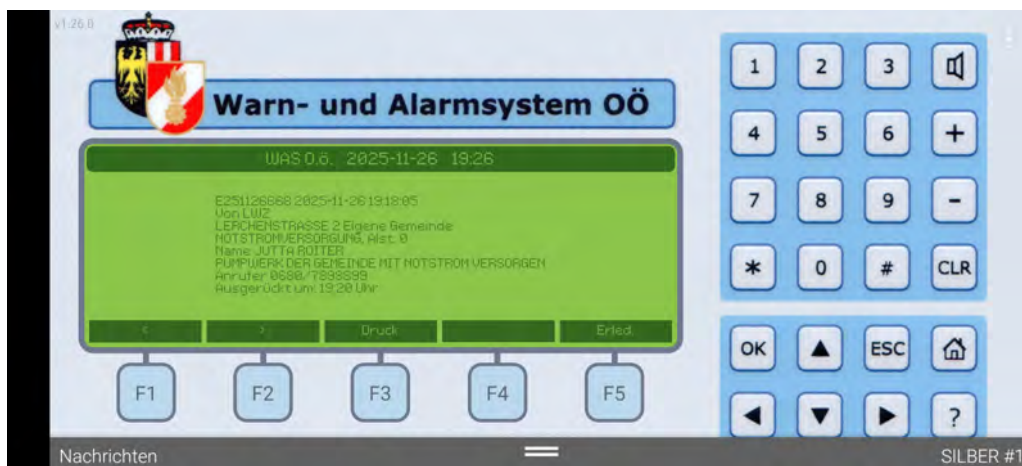 v1.26.0
Warn- und Alarmsystem OÖ
WAS O.ö. 2025-11-26 19:26
E251126668 2025-11-26 19:18:05
Von LWZ
LERCHENSTRASSE 2 Eigene Gemeinde
NOTSTROMVERSORGUNG, Alst. 0
Name JUTTA ROITER
PUMPWERK DER GEMEINDE MIT NOTSTROM VERSORGEN
Anrufer 0680/7893899
Ausgerückt um: 19:20 Uhr
< > Druck Erled.
F1 F2 F3 F4 F5
1 2 3
4 5 6 +
7 8 9 -
* 0 # CLR
OK ▲ ESC
◀ ▼ ▶ ?
Nachrichten SILBER #1